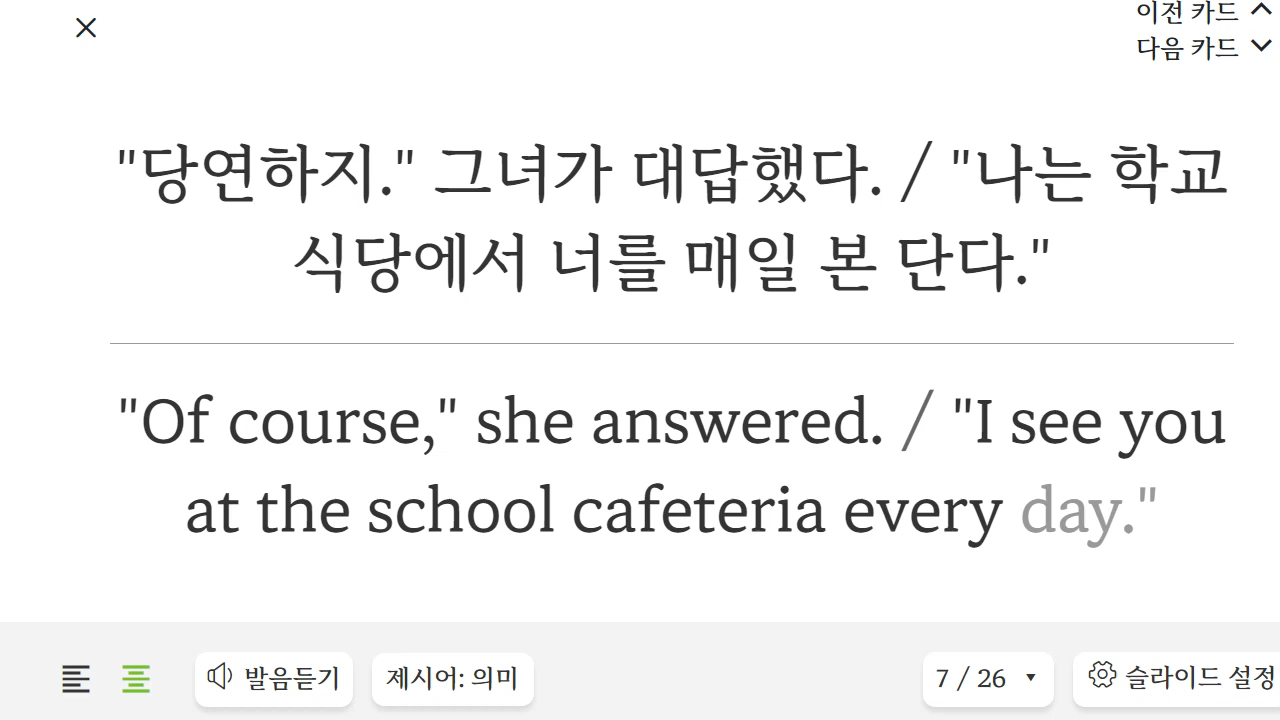 이전 카드
다음 카드
"당연하지." 그녀가 대답했다. / "나는 학교
식당에서 너를 매일 본 단다."
"Of course," she answered. / "I see you
at the school cafeteria every day."
발음듣기 제시어: 의미 7 / 26 슬라이드 설정